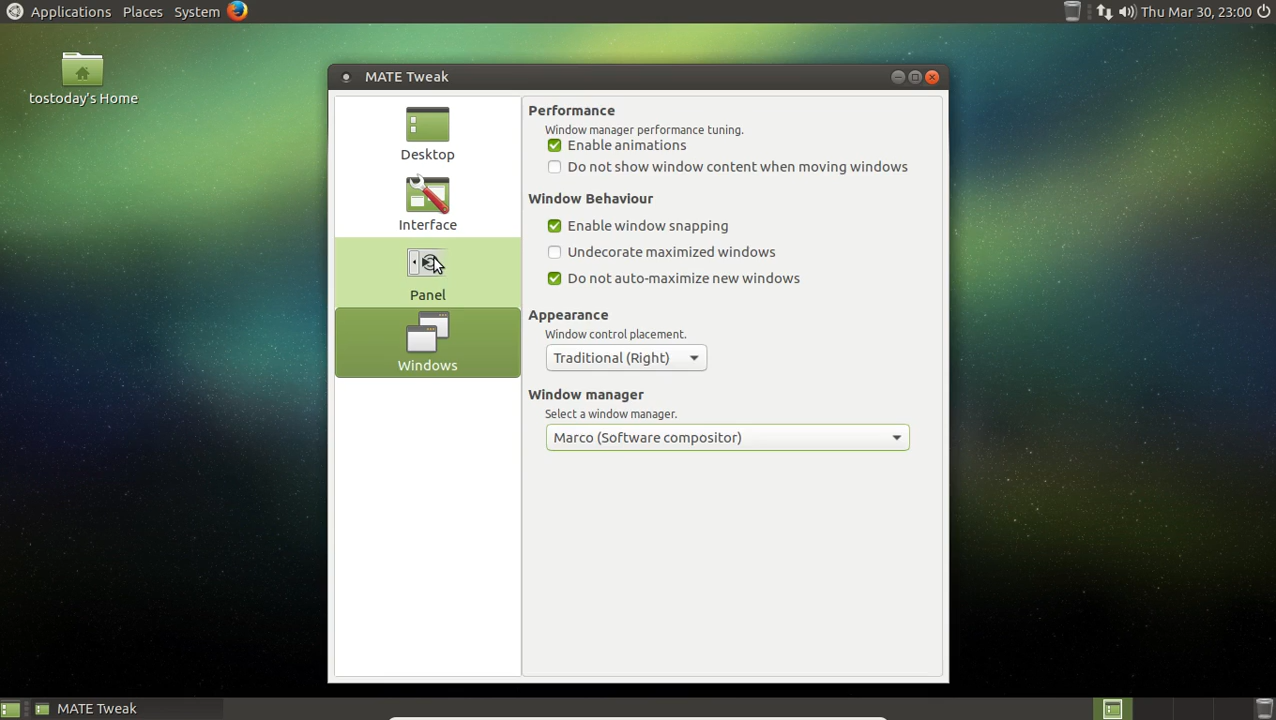 Applications Places System Thu Mar 30, 23:00
tostoday's Home
MATE Tweak
Desktop
Interface
Panel
Windows
Performance
Window manager performance tuning.
Enable animations
Do not show window content when moving windows
Window Behaviour
Enable window snapping
Undecorate maximized windows
Do not auto-maximize new windows
Appearance
Window control placement.
Traditional (Right)
Window manager
Select a window manager.
Marco (Software compositor)
MATE Tweak